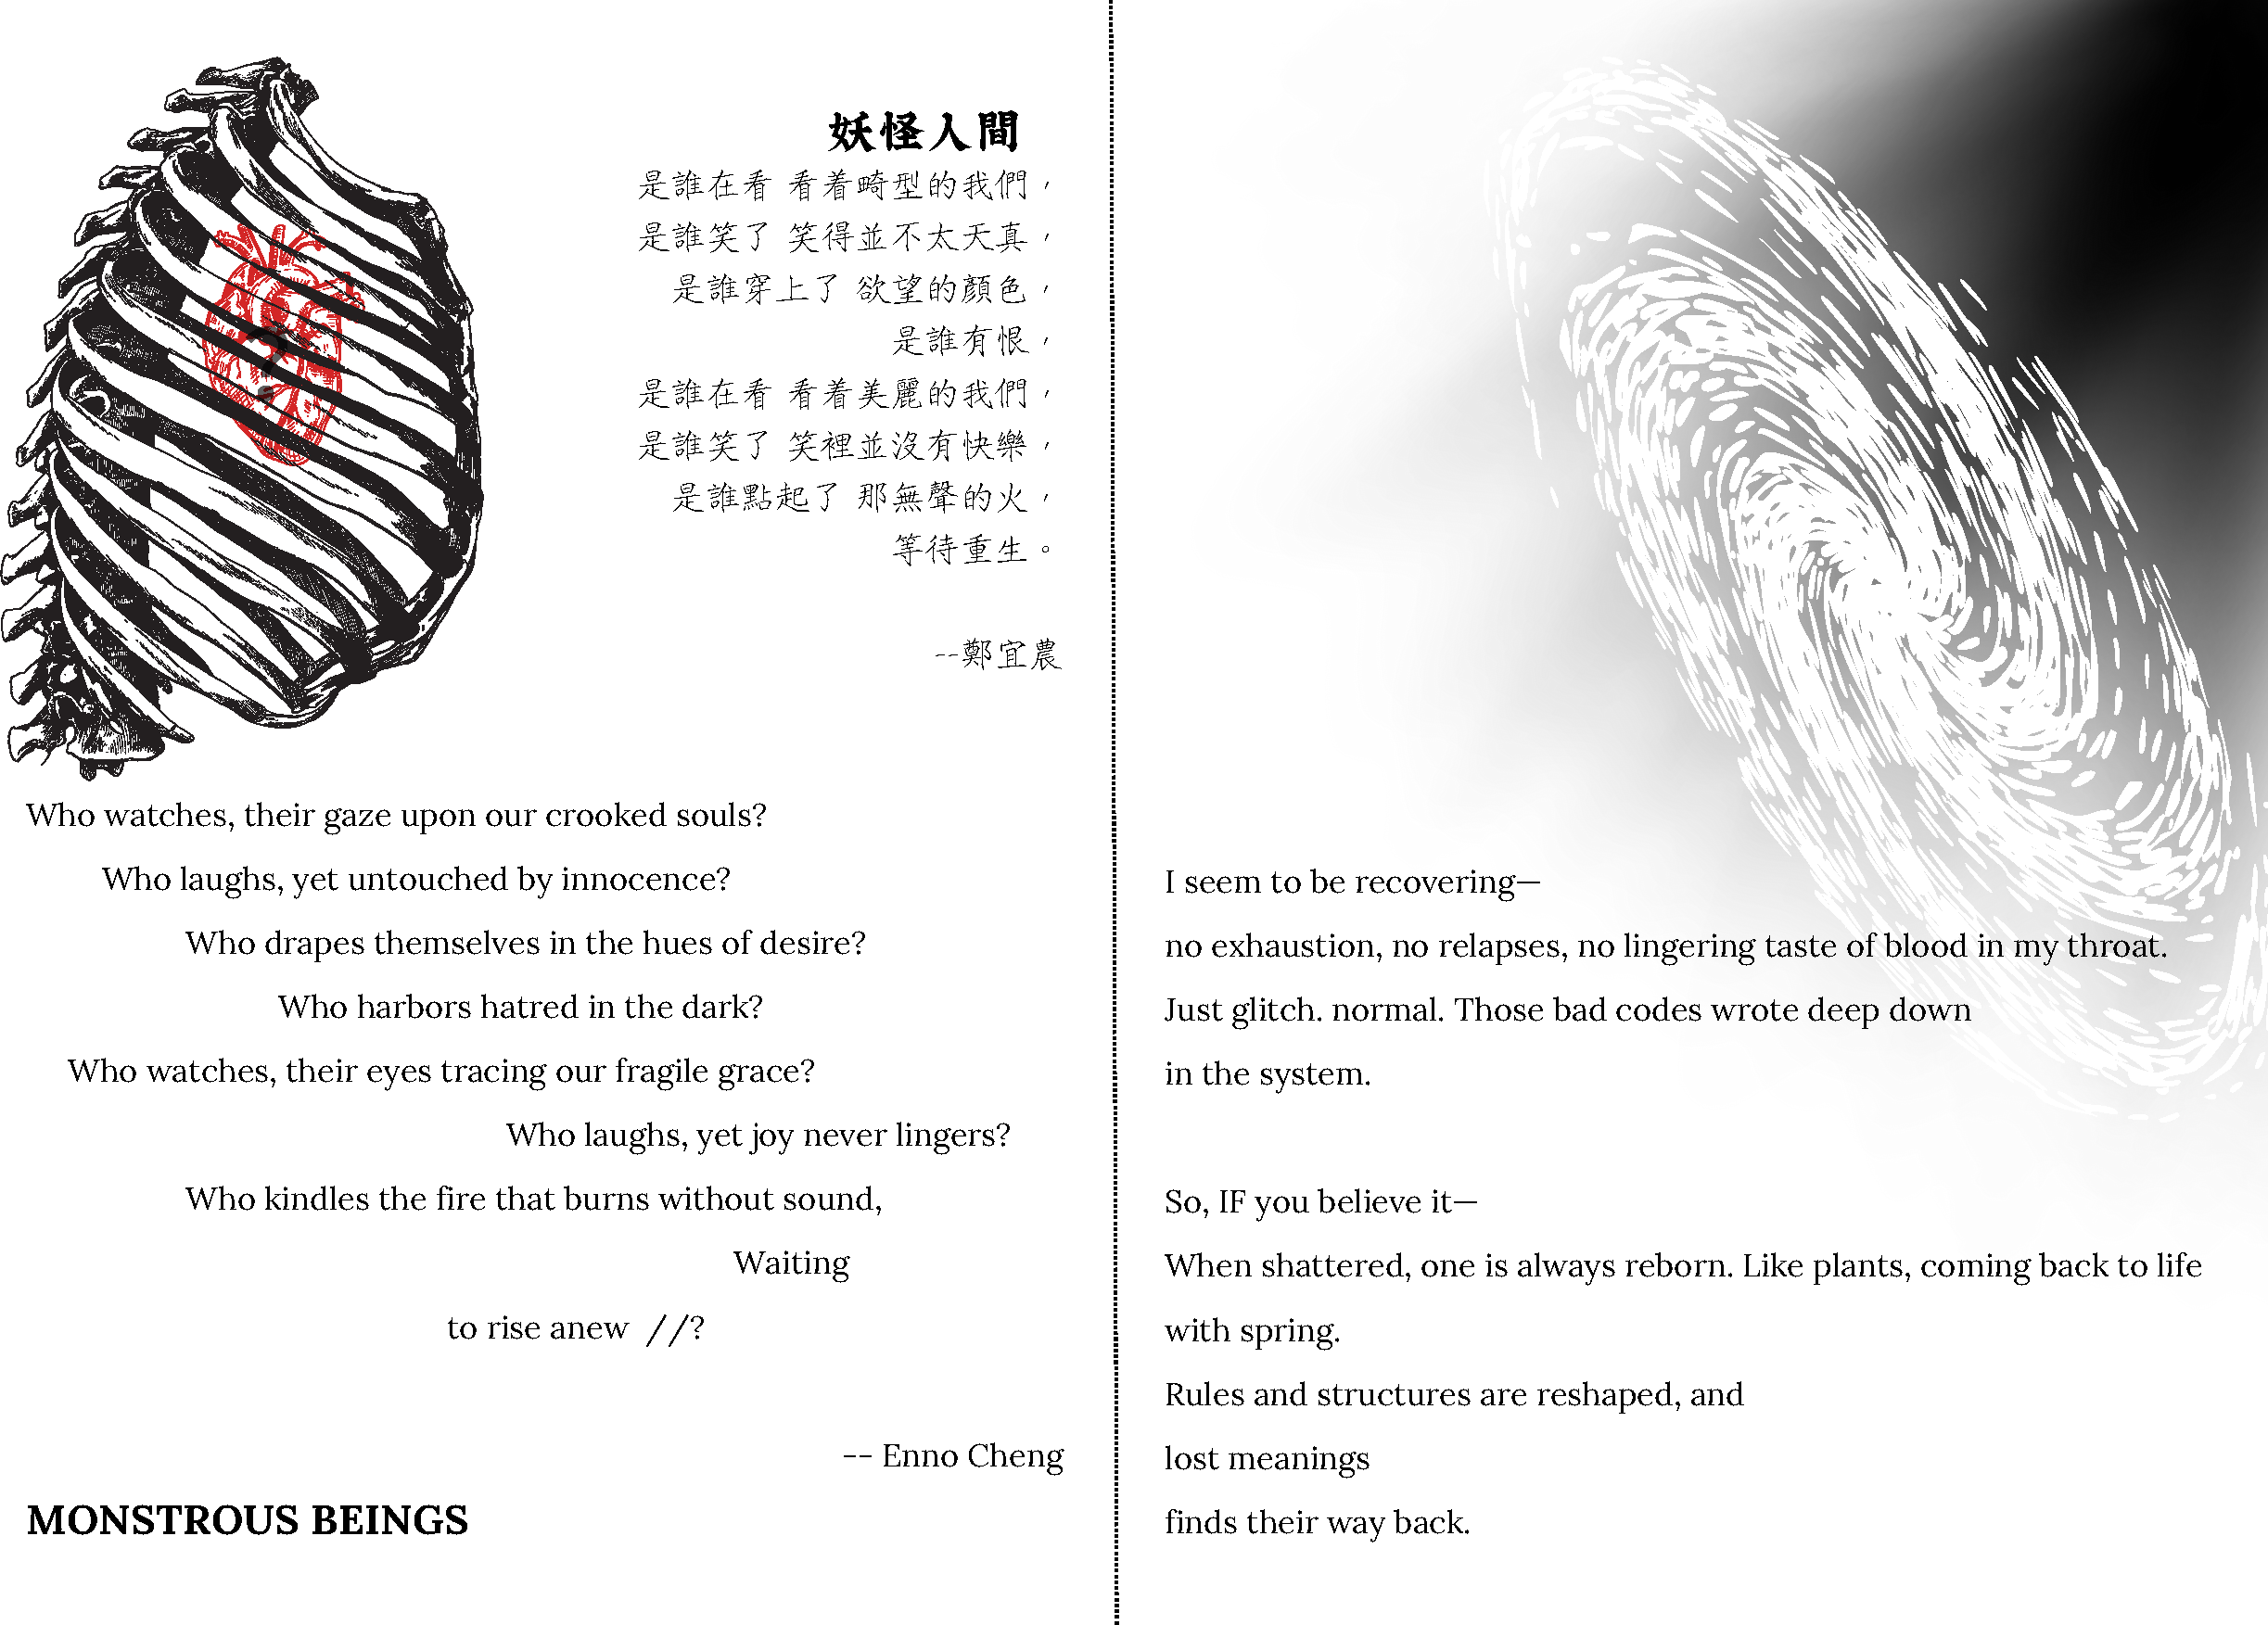 妖怪人間
是誰在看 看着畸型的我們，
是誰笑了 笑得並不太天真，
是誰穿上了 欲望的顏色，
是誰有恨，
是誰在看 看着美麗的我們，
是誰笑了 笑裡並沒有快樂，
是誰點起了 那無聲的火，
等待重生。
--鄭宜農
?
Who watches, their gaze upon our crooked souls?
Who laughs, yet untouched by innocence?
Who drapes themselves in the hues of desire?
Who harbors hatred in the dark?
Who watches, their eyes tracing our fragile grace?
Who laughs, yet joy never lingers?
Who kindles the fire that burns without sound,
Waiting
to rise anew //?
-- Enno Cheng
MONSTROUS BEINGS
I seem to be recovering—
no exhaustion, no relapses, no lingering taste of blood in my throat.
Just glitch. normal. Those bad codes wrote deep down
in the system.
So, IF you believe it—
When shattered, one is always reborn. Like plants, coming back to life
with spring.
Rules and structures are reshaped, and
lost meanings
finds their way back.